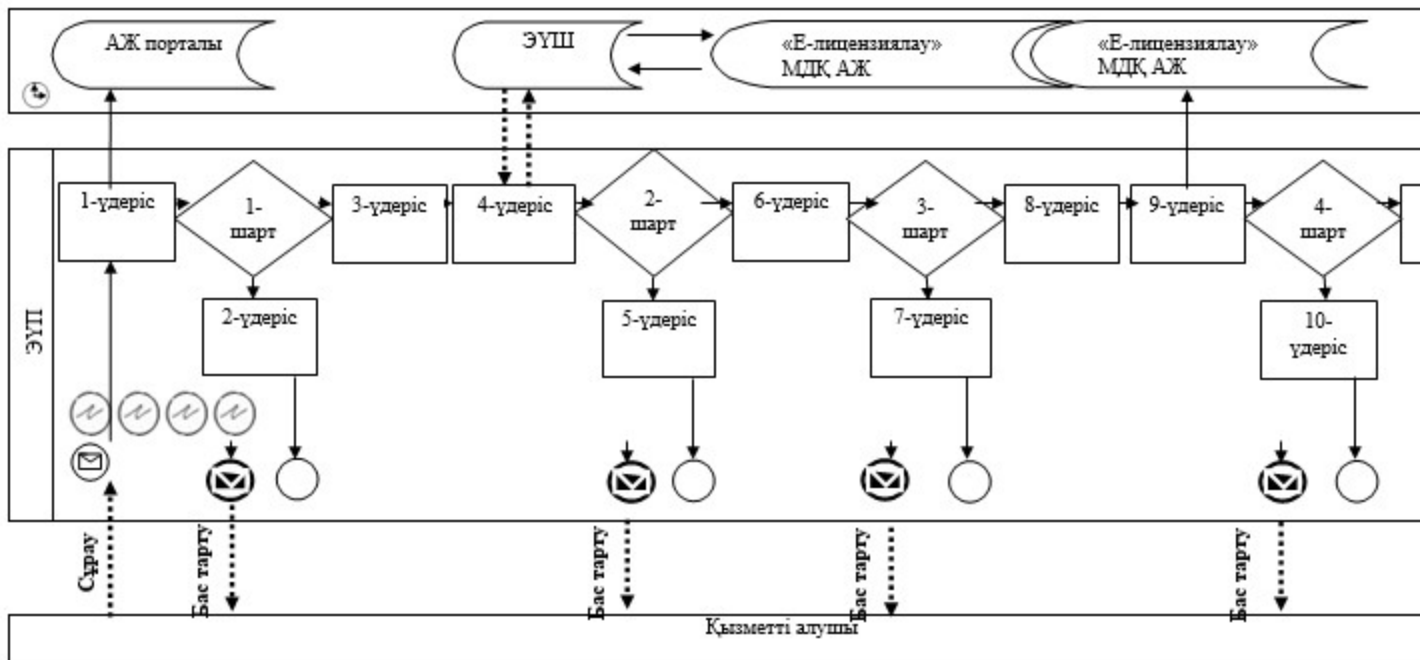 АЖ порталы
ЭҮШ
«Е-лицензиялау»
МДҚ АЖ
«Е-лицензиялау»
МДҚ АЖ
ЭҮП
1-үдеріс
1-
шарт
3-үдеріс
4-үдеріс
2-
шарт
6-үдеріс
3-
шарт
8-үдеріс
9-үдеріс
4-
шарт
2-үдеріс
5-үдеріс
7-үдеріс
10-
үдеріс
Сұрау
Бас тарту
Бас тарту
Бас тарту
Бас тарту
Қызметті алушы